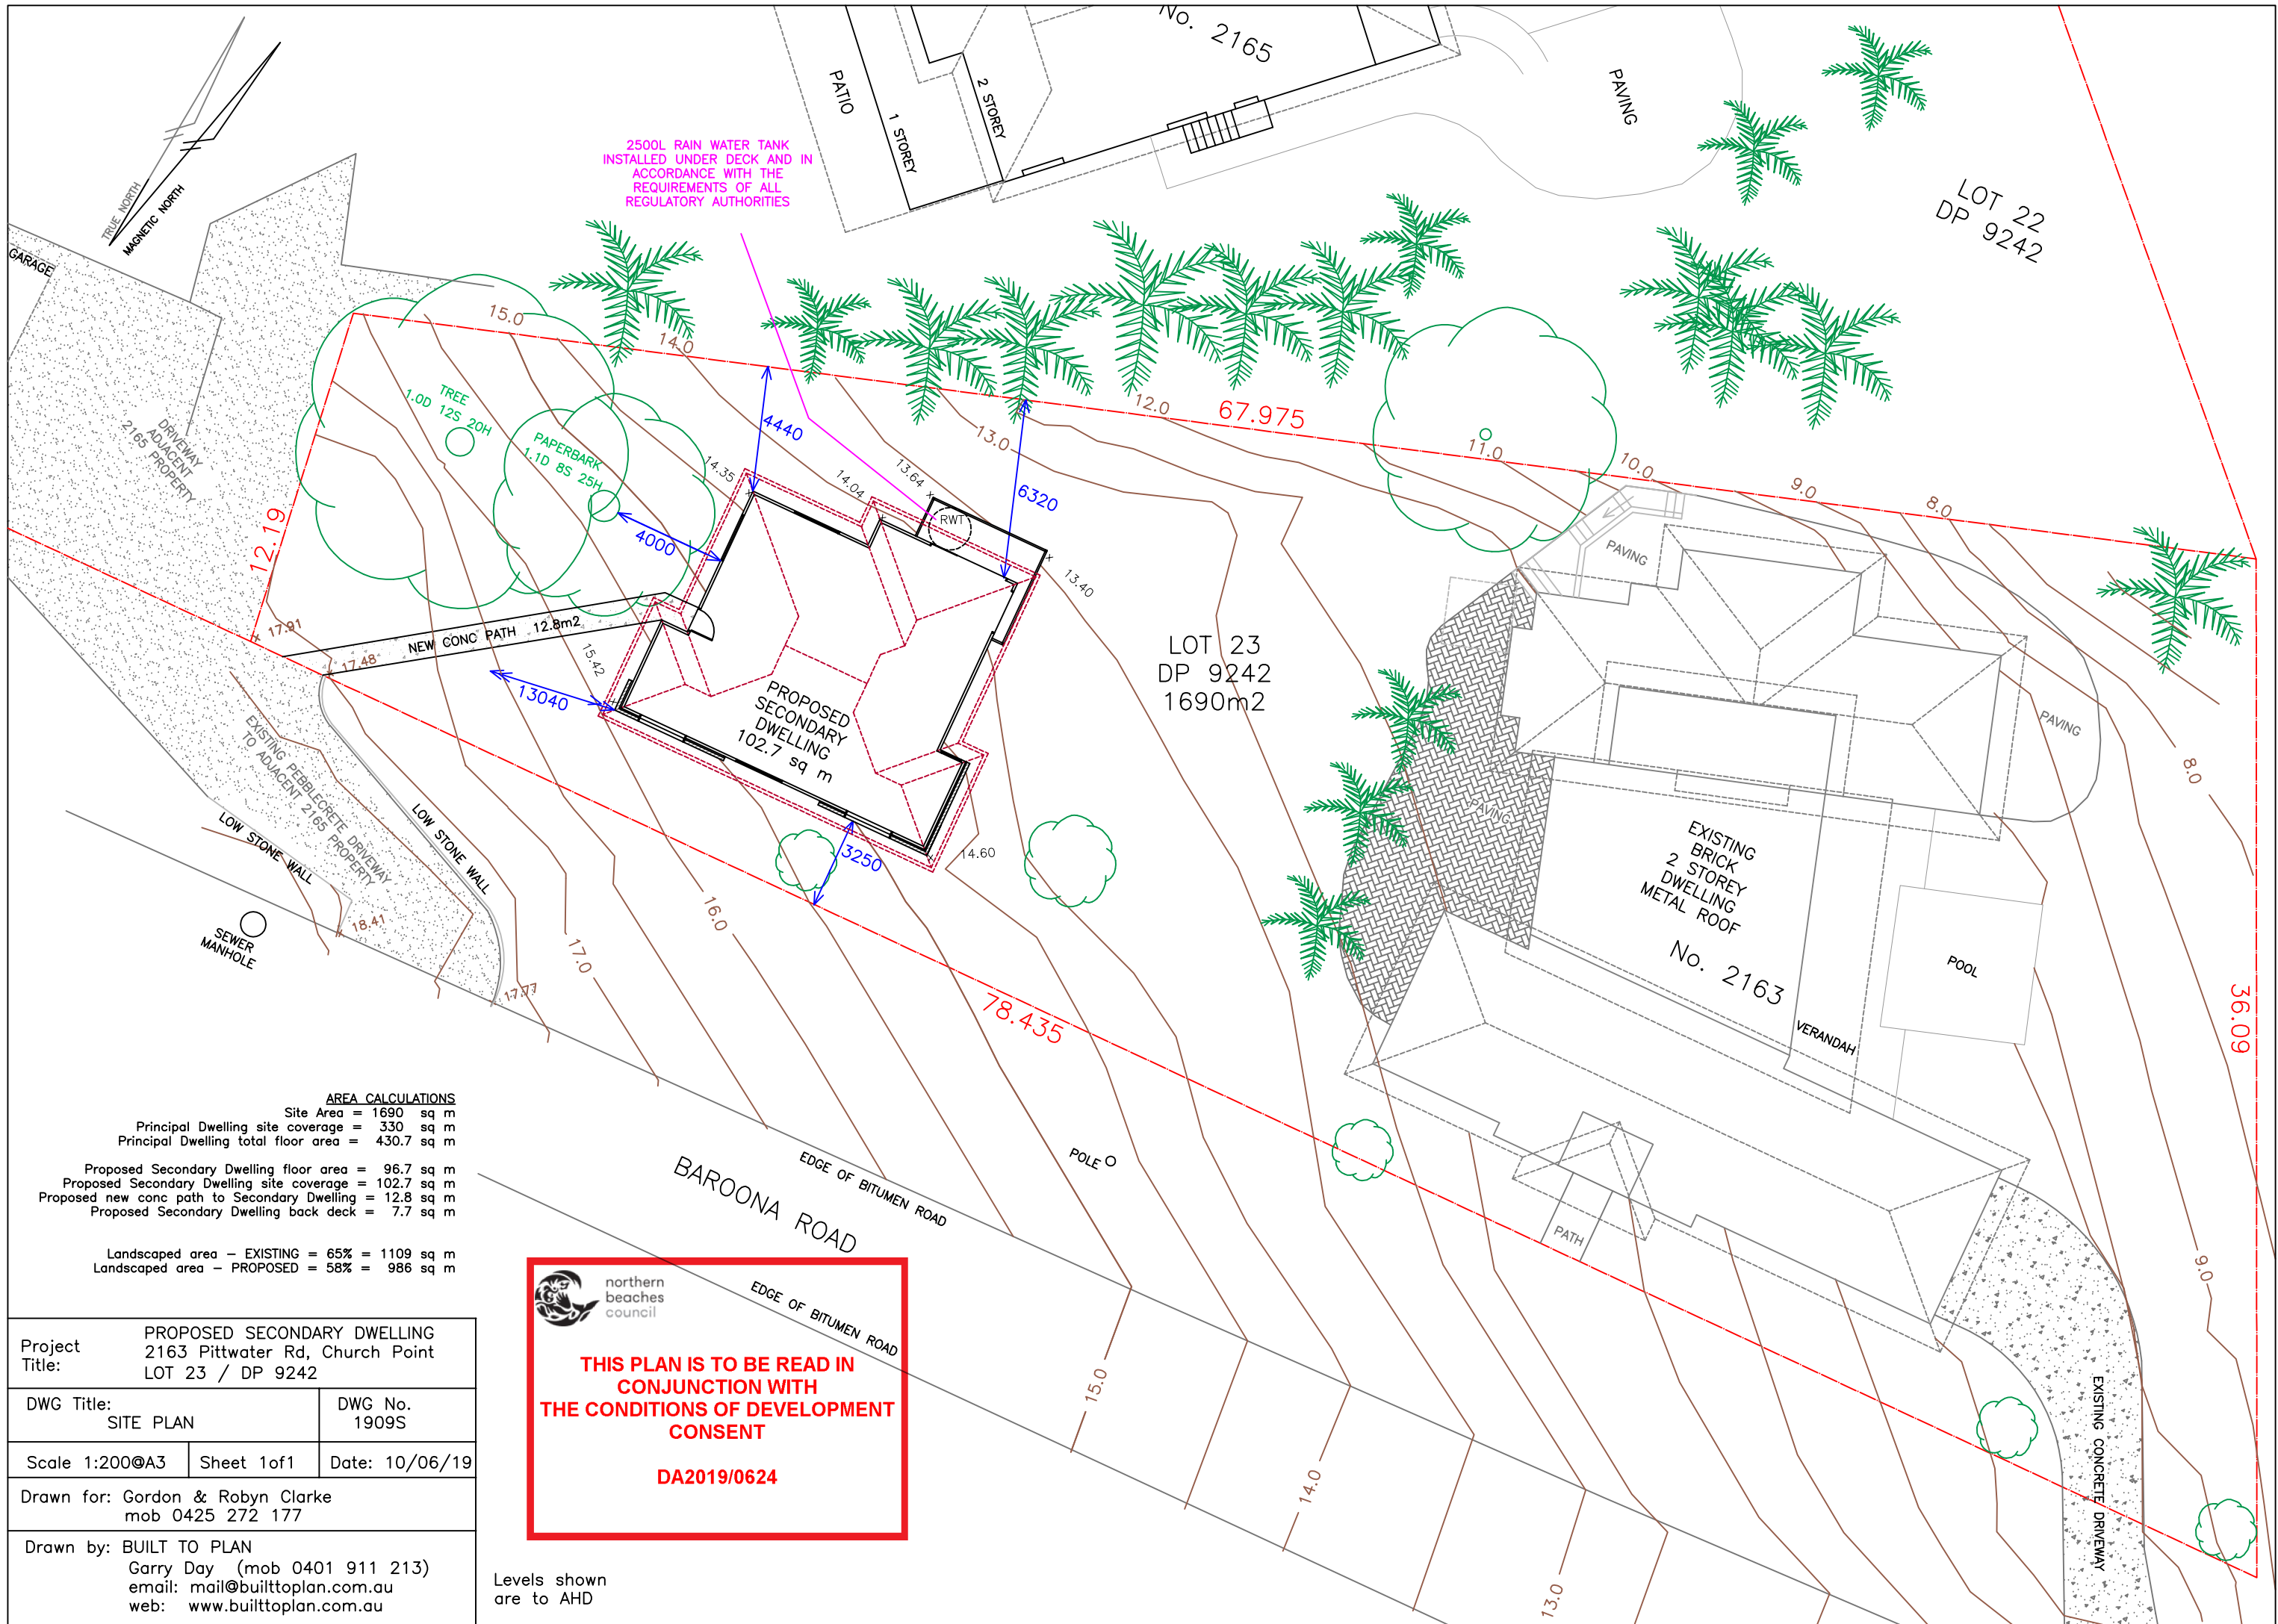 No. 2165
PATIO
1 STOREY
2 STOREY
PAVING
LOT 22
DP 9242
TRUE NORTH
MAGNETIC NORTH
GARAGE
2500L RAIN WATER TANK
INSTALLED UNDER DECK AND IN
ACCORDANCE WITH THE
REQUIREMENTS OF ALL
REGULATORY AUTHORITIES
15.0
14.0
13.0
12.0
67.975
11.0
10.0
9.0
8.0
TREE
1.0D 12S 20H
PAPERBARK
1.1D 8S 25H
DRIVEWAY
ADJACENT
2165 PROPERTY
12.19
4440
6320
4000
14.35
14.04
13.64
13.40
RWT
17.91
17.48
NEW CONC PATH 12.8m2
15.42
13040
PROPOSED
SECONDARY
DWELLING
102.7 sq m
LOT 23
DP 9242
1690m2
PAVING
PAVING
PAVING
8.0
EXISTING PEBBLECRETE DRIVEWAY
TO ADJACENT 2165 PROPERTY
LOW STONE WALL
LOW STONE WALL
3250
14.60
16.0
17.0
18.41
17.77
SEWER
MANHOLE
EXISTING
BRICK
2 STOREY
DWELLING
METAL ROOF
No. 2163
POOL
VERANDAH
78.435
36.09
AREA CALCULATIONS
Site Area = 1690 sq m
Principal Dwelling site coverage = 330 sq m
Principal Dwelling total floor area = 430.7 sq m
Proposed Secondary Dwelling floor area = 96.7 sq m
Proposed Secondary Dwelling site coverage = 102.7 sq m
Proposed new conc path to Secondary Dwelling = 12.8 sq m
Proposed Secondary Dwelling back deck = 7.7 sq m
Landscaped area – EXISTING = 65% = 1109 sq m
Landscaped area – PROPOSED = 58% = 986 sq m
BAROONA ROAD
EDGE OF BITUMEN ROAD
EDGE OF BITUMEN ROAD
POLE
PATH
9.0
15.0
14.0
13.0
EXISTING CONCRETE DRIVEWAY
northern
beaches
council
THIS PLAN IS TO BE READ IN
CONJUNCTION WITH
THE CONDITIONS OF DEVELOPMENT
CONSENT
DA2019/0624
Project Title:
PROPOSED SECONDARY DWELLING
2163 Pittwater Rd, Church Point
LOT 23 / DP 9242
DWG Title:
SITE PLAN
DWG No.
1909S
Scale 1:200@A3
Sheet 1of1
Date: 10/06/19
Drawn for: Gordon & Robyn Clarke
mob 0425 272 177
Drawn by: BUILT TO PLAN
Garry Day (mob 0401 911 213)
email: mail@builttoplan.com.au
web: www.builttoplan.com.au
Levels shown
are to AHD